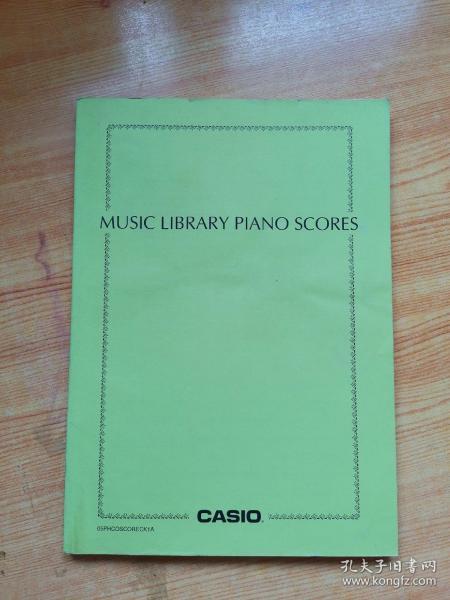 MUSIC LIBRARY PIANO SCORES
CASIO
05PHCOSCORECK1A
孔夫子旧书网
www.kongfz.com